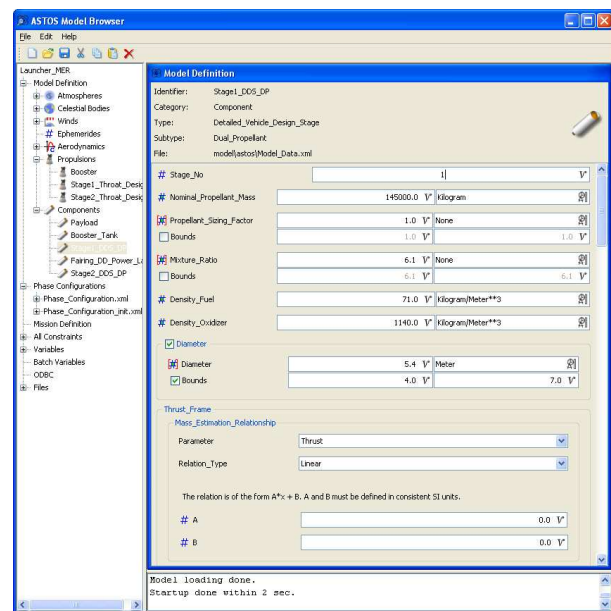 ASTOS Model Browser
File Edit Help
Launcher_MER
Model Definition
Atmospheres
Celestial Bodies
Winds
# Ephemerides
Aerodynamics
Propulsions
Booster
Stage1_Throat_Desig
Stage2_Throat_Desig
Components
Payload
Booster_Tank
Stage1_DDS_DP
Fairing_DD_Power_La
Stage2_DDS_DP
Phase Configurations
Phase_Configuration.xml
Phase_Configuration_init.xml
Mission Definition
All Constraints
Variables
Batch Variables
ODBC
Files
Model Definition
Identifier: Stage1_DDS_DP
Category: Component
Type: Detailed_Vehicle_Design_Stage
Subtype: Dual_Propellant
File: model\astos\Model_Data.xml
# Stage_No 1 V
# Nominal_Propellant_Mass 145000.0 V Kilogram
[#] Propellant_Sizing_Factor 1.0 V None
Bounds 1.0 V 1.0 V
[#] Mixture_Ratio 6.1 V None
Bounds 6.1 V 6.1 V
# Density_Fuel 71.0 V Kilogram/Meter**3
# Density_Oxidizer 1140.0 V Kilogram/Meter**3
Diameter
[#] Diameter 5.4 V Meter
Bounds 4.0 V 7.0 V
Thrust_Frame
Mass_Estimation_Relationship
Parameter Thrust
Relation_Type Linear
The relation is of the form A*x + B. A and B must be defined in consistent SI units.
# A 0.0 V
# B 0.0 V
Model loading done.
Startup done within 2 sec.